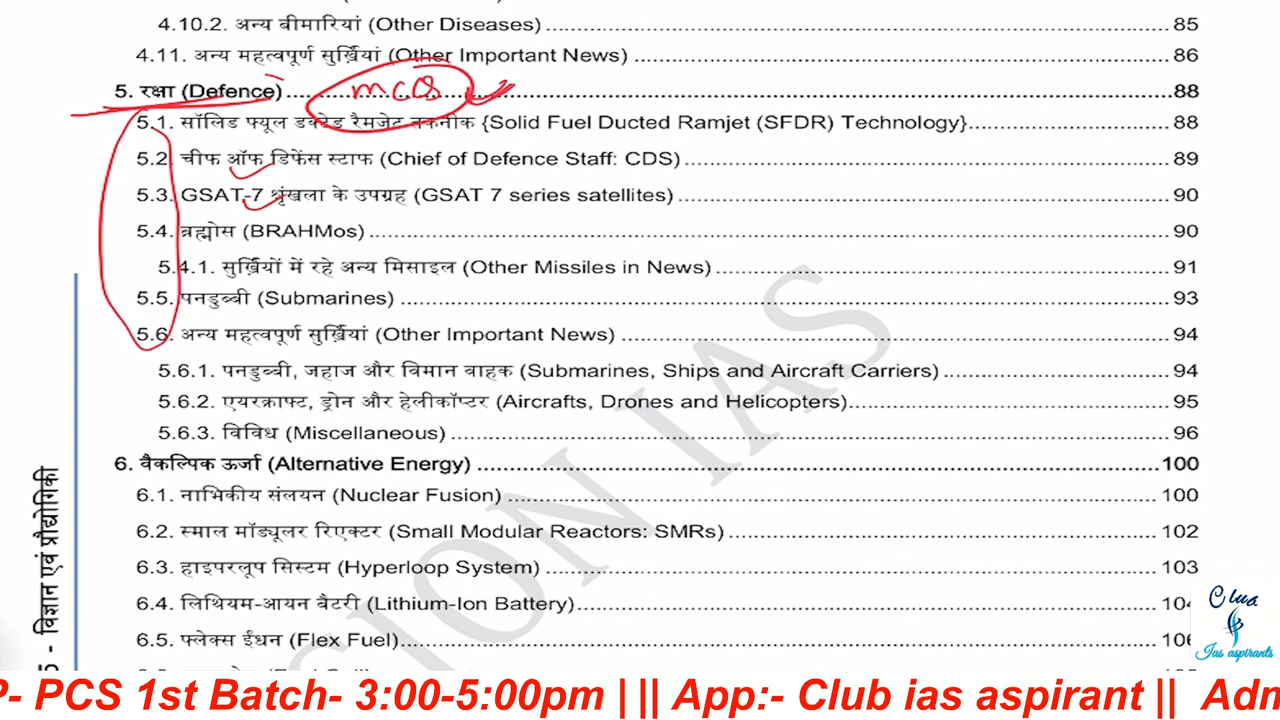 4.10.2. अन्य बीमारियां (Other Diseases) 85
4.11. अन्य महत्वपूर्ण सुर्ख़ियां (Other Important News) 86
5. रक्षा (Defence) 88
mcqs
5.1. सॉलिड फ्यूल डक्टेड रैमजेट तकनीक {Solid Fuel Ducted Ramjet (SFDR) Technology} 88
5.2. चीफ ऑफ डिफेंस स्टाफ (Chief of Defence Staff: CDS) 89
5.3. GSAT-7 श्रृंखला के उपग्रह (GSAT 7 series satellites) 90
5.4. ब्रह्मोस (BRAHMos) 90
5.4.1. सुर्ख़ियों में रहे अन्य मिसाइल (Other Missiles in News) 91
5.5. पनडुब्बी (Submarines) 93
5.6. अन्य महत्वपूर्ण सुर्ख़ियां (Other Important News) 94
5.6.1. पनडुब्बी, जहाज और विमान वाहक (Submarines, Ships and Aircraft Carriers) 94
5.6.2. एयरक्राफ्ट, ड्रोन और हेलीकॉप्टर (Aircrafts, Drones and Helicopters) 95
5.6.3. विविध (Miscellaneous) 96
6. वैकल्पिक ऊर्जा (Alternative Energy) 100
6.1. नाभिकीय संलयन (Nuclear Fusion) 100
6.2. स्माल मॉड्यूलर रिएक्टर (Small Modular Reactors: SMRs) 102
6.3. हाइपरलूप सिस्टम (Hyperloop System) 103
6.4. लिथियम-आयन बैटरी (Lithium-Ion Battery) 104
6.5. फ्लेक्स ईंधन (Flex Fuel) 106
5 - विज्ञान एवं प्रौद्योगिकी
SION IAS
Club
Ias aspirants
P- PCS 1st Batch- 3:00-5:00pm | || App:- Club ias aspirant || Adn